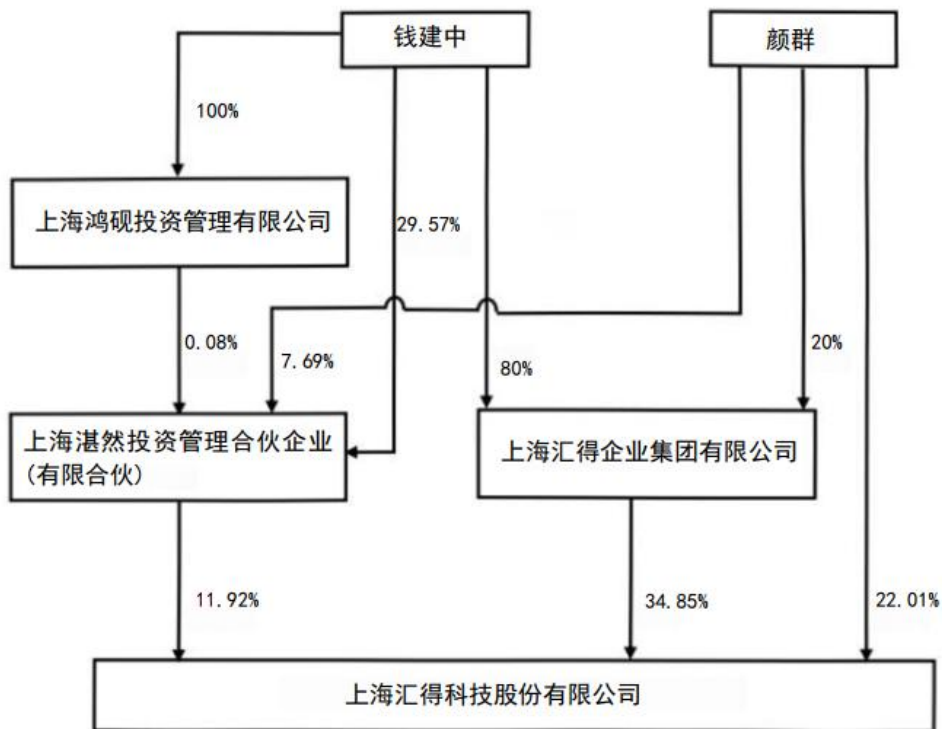 钱建中
颜群
100%
上海鸿砚投资管理有限公司
29.57%
0.08%
7.69%
80%
20%
上海湛然投资管理合伙企业
(有限合伙)
上海汇得企业集团有限公司
11.92%
34.85%
22.01%
上海汇得科技股份有限公司